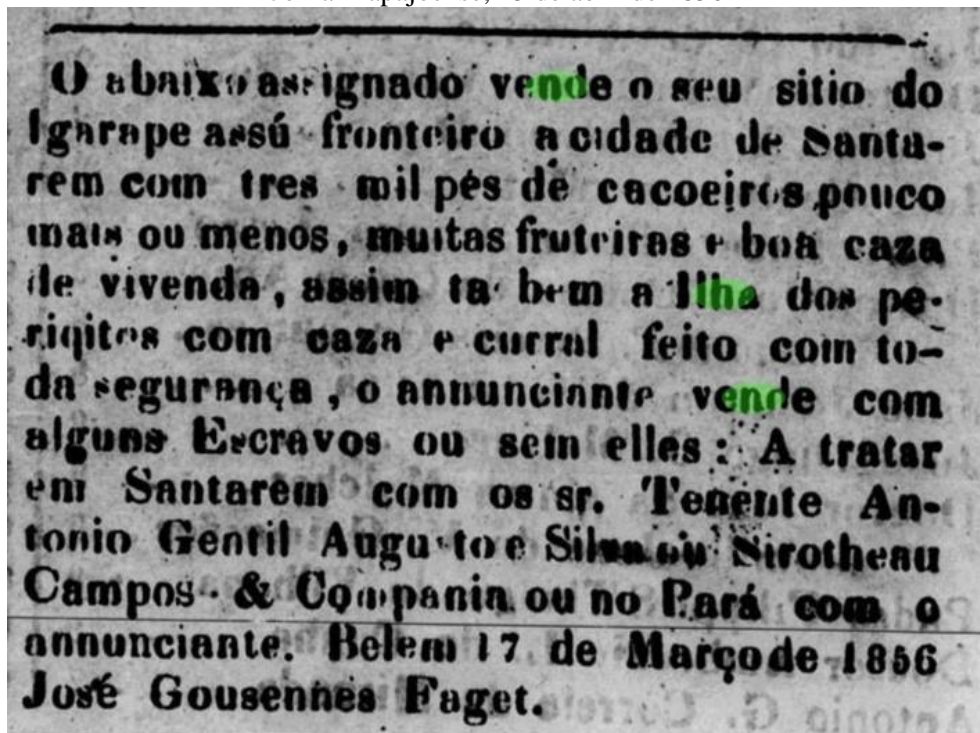 O abaixo assignado vende o seu sitio do
Igarape assú fronteiro a cidade de Santa-
rem com tres mil pés de cacoeiros pouco
mais ou menos, muitas fruteiras e boa caza
de vivenda, assim ta bem a Ilha dos pe-
riqitos com caza e curral feito com to-
da segurança, o annunciante vende com
alguns Escravos ou sem elles: A tratar
em Santarem com os sr. Tenente An-
tonio Gentil Augusto e Silva ou Sirotheau
Campos & Compania ou no Pará com o
annunciante. Belem 17 de Março de 1856
José Gousennes Faget.